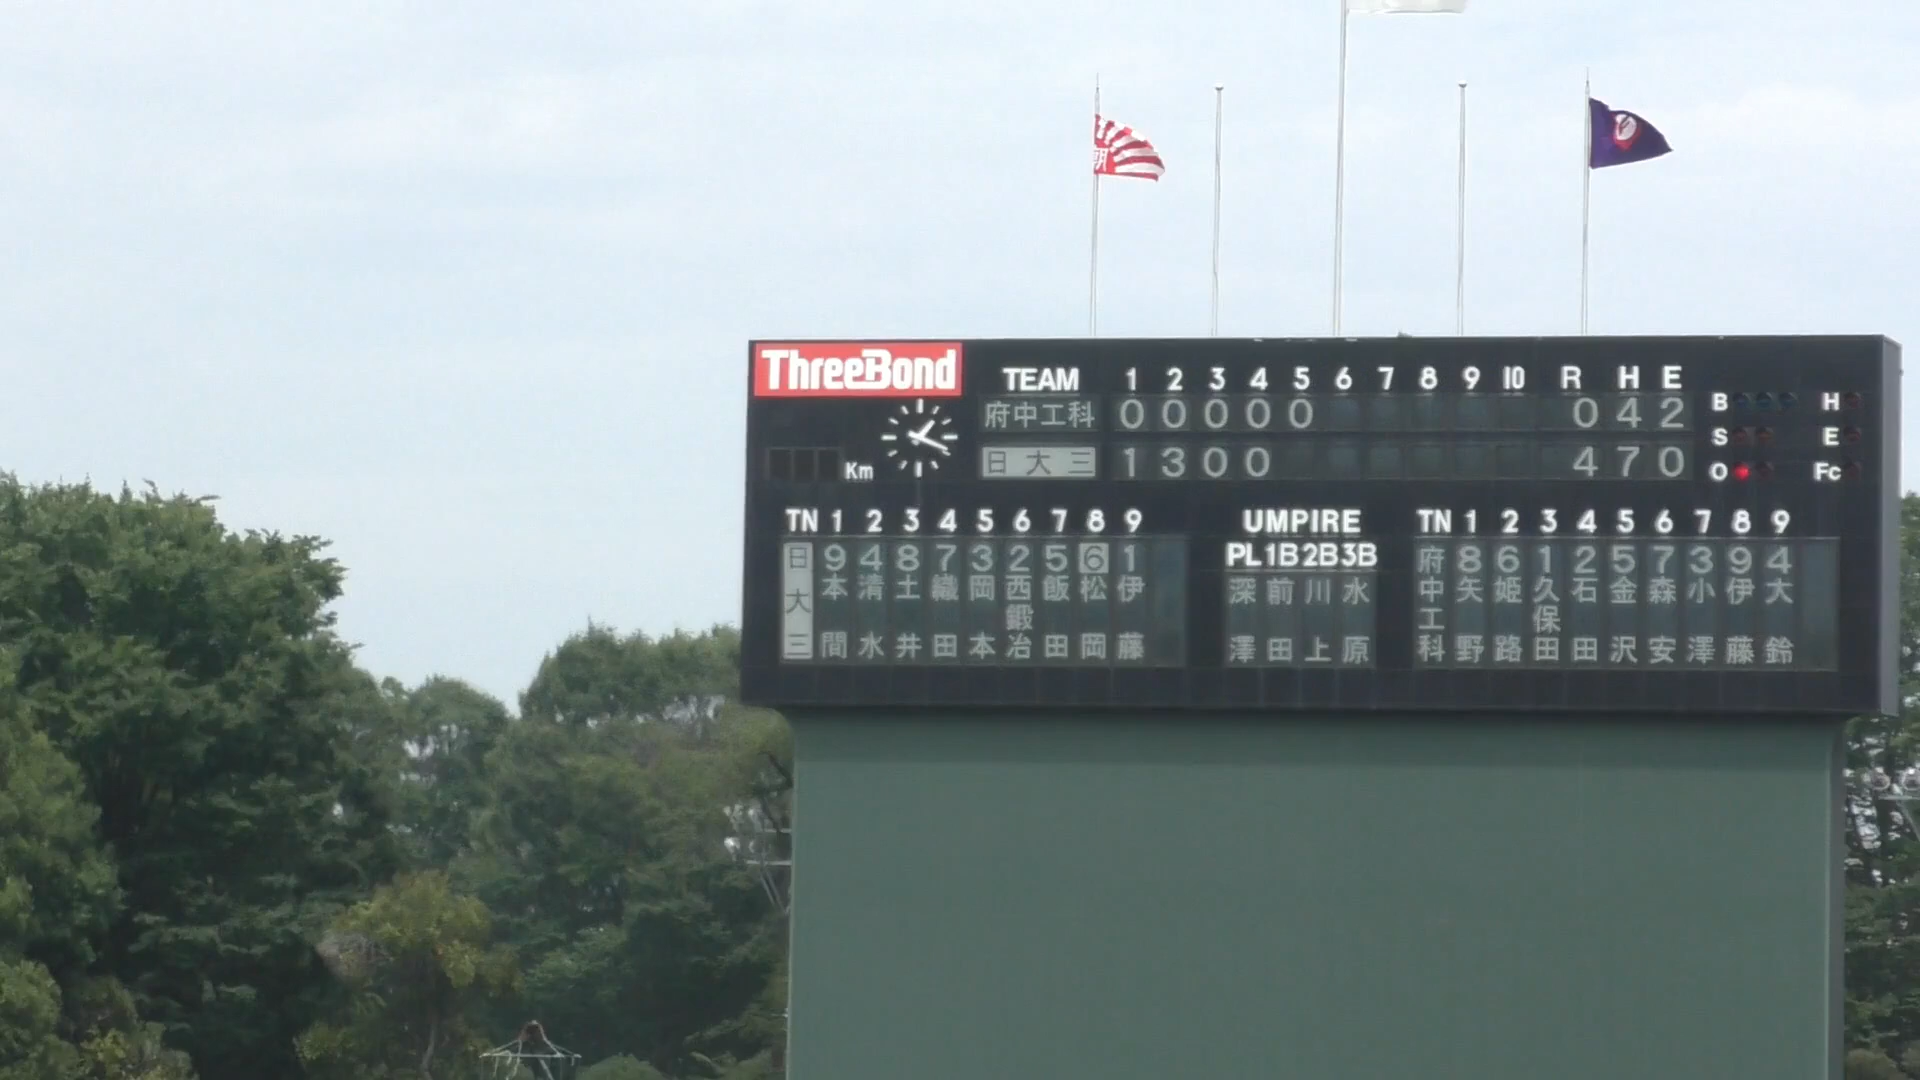 朝
ThreeBond
TEAM 1 2 3 4 5 6 7 8 9 10 R H E
府中工科 0 0 0 0 0 0 4 2
日大三 1 3 0 0 4 7 0
B H
S E
O Fc
Km
TN 1 2 3 4 5 6 7 8 9
日大三
9 本間
4 清水
8 土井
7 織田
3 岡本
2 西鍛冶
5 飯田
6 松岡
1 伊藤
UMPIRE
PL 1B 2B 3B
深澤
前田
川上
水原
TN 1 2 3 4 5 6 7 8 9
府中工科
8 矢野
6 姫路
1 久保田
2 石田
5 金沢
7 森安
3 小澤
9 伊藤
4 大鈴